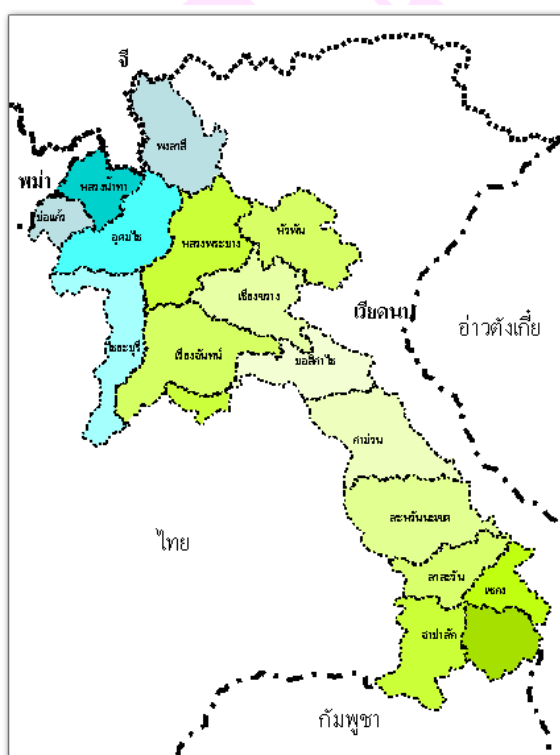 จี
พงสาลี
พม่า
หลวงน้ำทา
บ่อแก้ว
อุดมไช
หลวงพระบาง
หัวพัน
เชียงขวาง
เวียดนาม
อ่าวตังเกี๋ย
ไชยะบุรี
เวียงจันทน์
บอลิคำไช
คำม่วน
สะหวันนะเขต
ไทย
สาละวัน
เซกอง
จำปาสัก
กัมพูชา